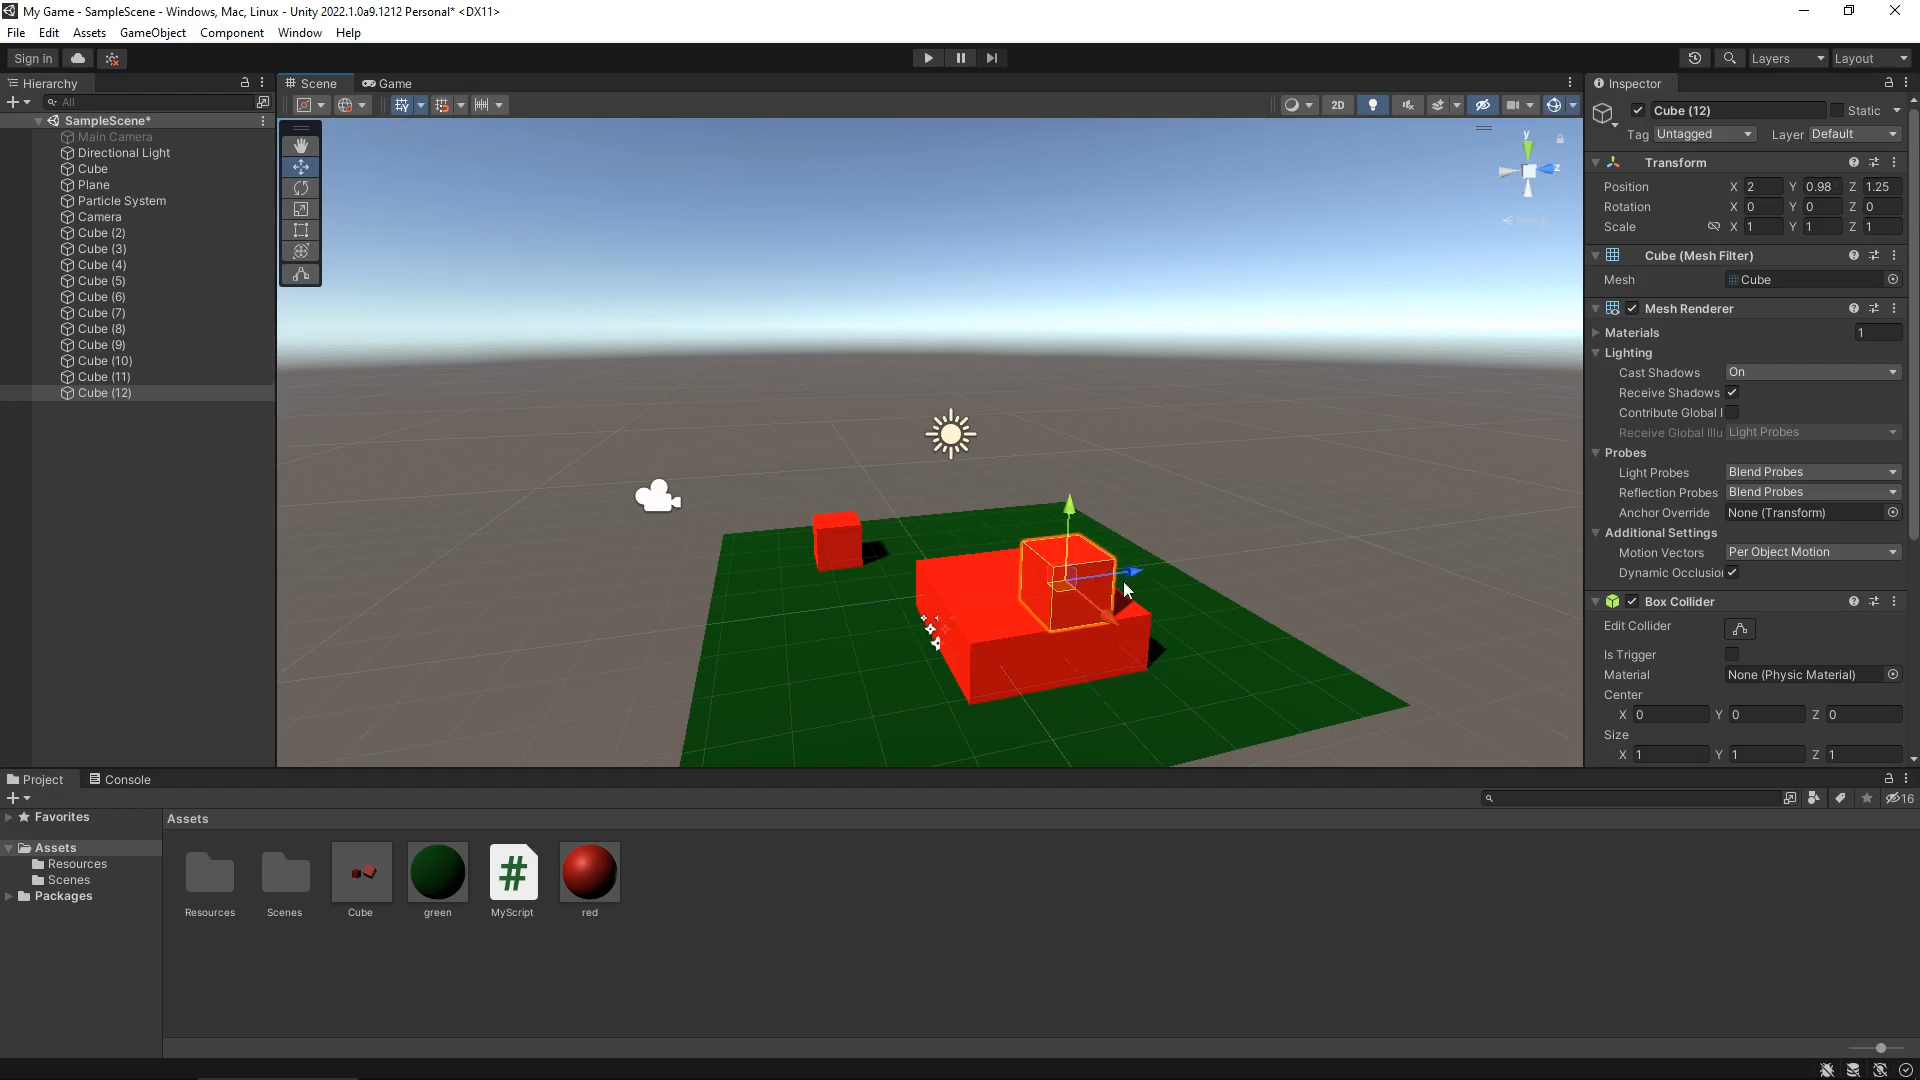 My Game - SampleScene - Windows, Mac, Linux - Unity 2022.1.0a9.1212 Personal* <DX11>
File Edit Assets GameObject Component Window Help
Sign in
Layers
Layout
Hierarchy
All
SampleScene*
Main Camera
Directional Light
Cube
Plane
Particle System
Camera
Cube (2)
Cube (3)
Cube (4)
Cube (5)
Cube (6)
Cube (7)
Cube (8)
Cube (9)
Cube (10)
Cube (11)
Cube (12)
Scene Game
2D
y
z
Persp
Inspector
Cube (12) Static
Tag Untagged Layer Default
Transform
Position X 2 Y 0.98 Z 1.25
Rotation X 0 Y 0 Z 0
Scale X 1 Y 1 Z 1
Cube (Mesh Filter)
Mesh Cube
Mesh Renderer
Materials 1
Lighting
Cast Shadows On
Receive Shadows
Contribute Global I
Receive Global Illu Light Probes
Probes
Light Probes Blend Probes
Reflection Probes Blend Probes
Anchor Override None (Transform)
Additional Settings
Motion Vectors Per Object Motion
Dynamic Occlusion
Box Collider
Edit Collider
Is Trigger
Material None (Physic Material)
Center
X 0 Y 0 Z 0
Size
X 1 Y 1 Z 1
Project Console
16
Favorites
Assets
Resources
Scenes
Packages
Assets
Resources Scenes Cube green MyScript red